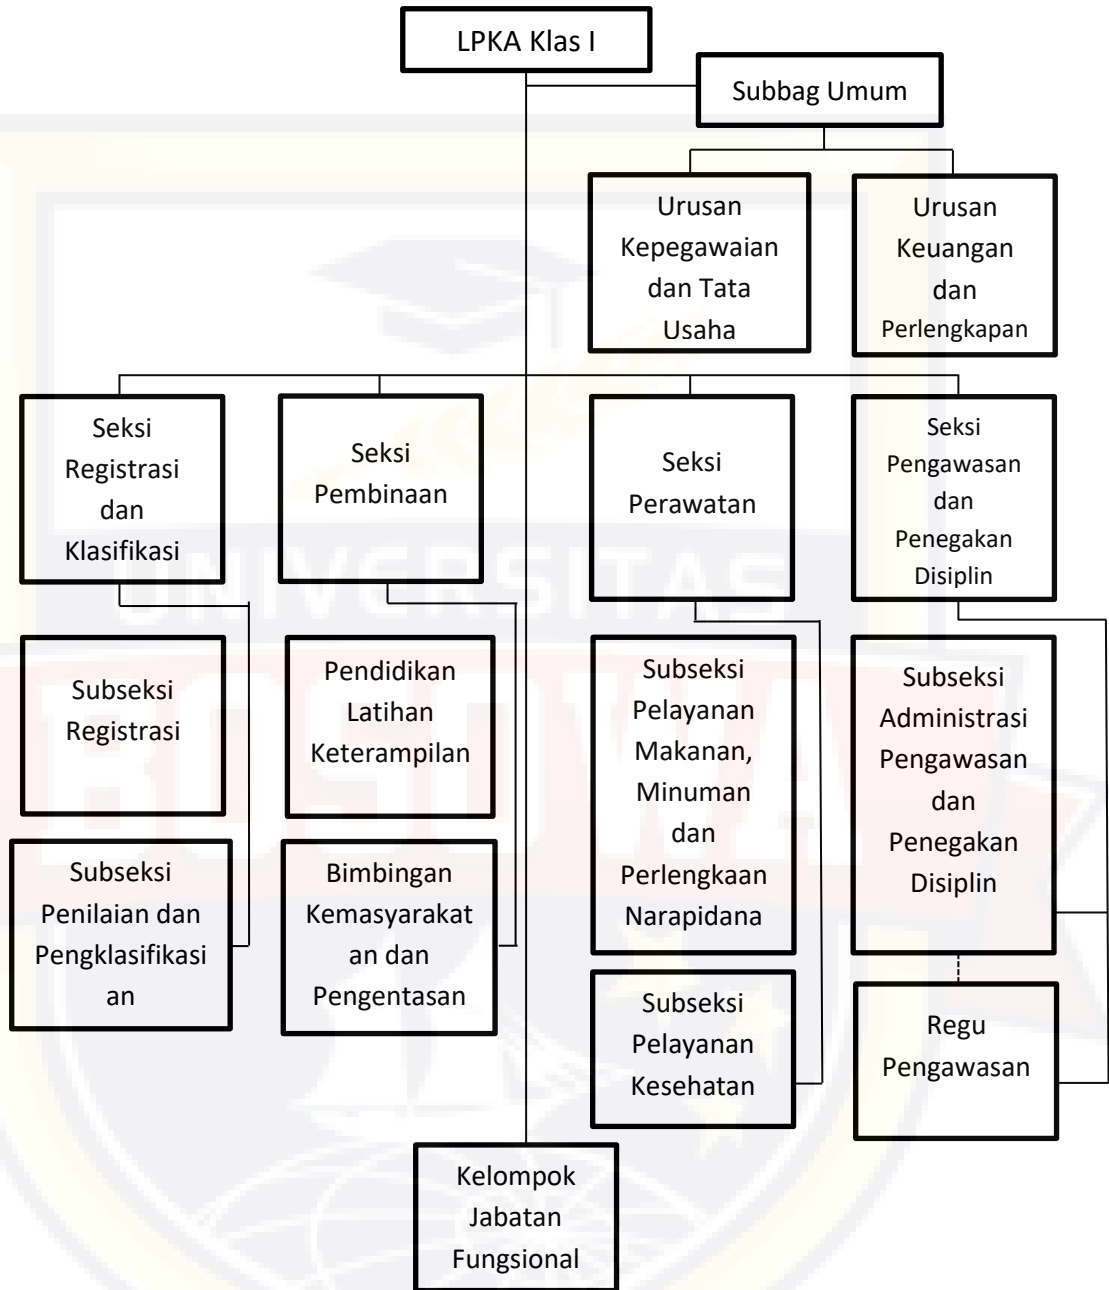 LPKA Klas I
Subbag Umum
Urusan
Kepegawaian
dan Tata
Usaha
Urusan
Keuangan
dan
Perlengkapan
Seksi
Registrasi
dan
Klasifikasi
Seksi
Pembinaan
Seksi
Perawatan
Seksi
Pengawasan
dan
Penegakan
Disiplin
UNIVERSITAS
BOSOWA
Subseksi
Registrasi
Pendidikan
Latihan
Keterampilan
Subseksi
Pelayanan
Makanan,
Minuman
dan
Perlengkaan
Narapidana
Subseksi
Administrasi
Pengawasan
dan
Penegakan
Disiplin
Subseksi
Penilaian dan
Pengklasifikasi
an
Bimbingan
Kemasyarakat
an dan
Pengentasan
Subseksi
Pelayanan
Kesehatan
Regu
Pengawasan
Kelompok
Jabatan
Fungsional